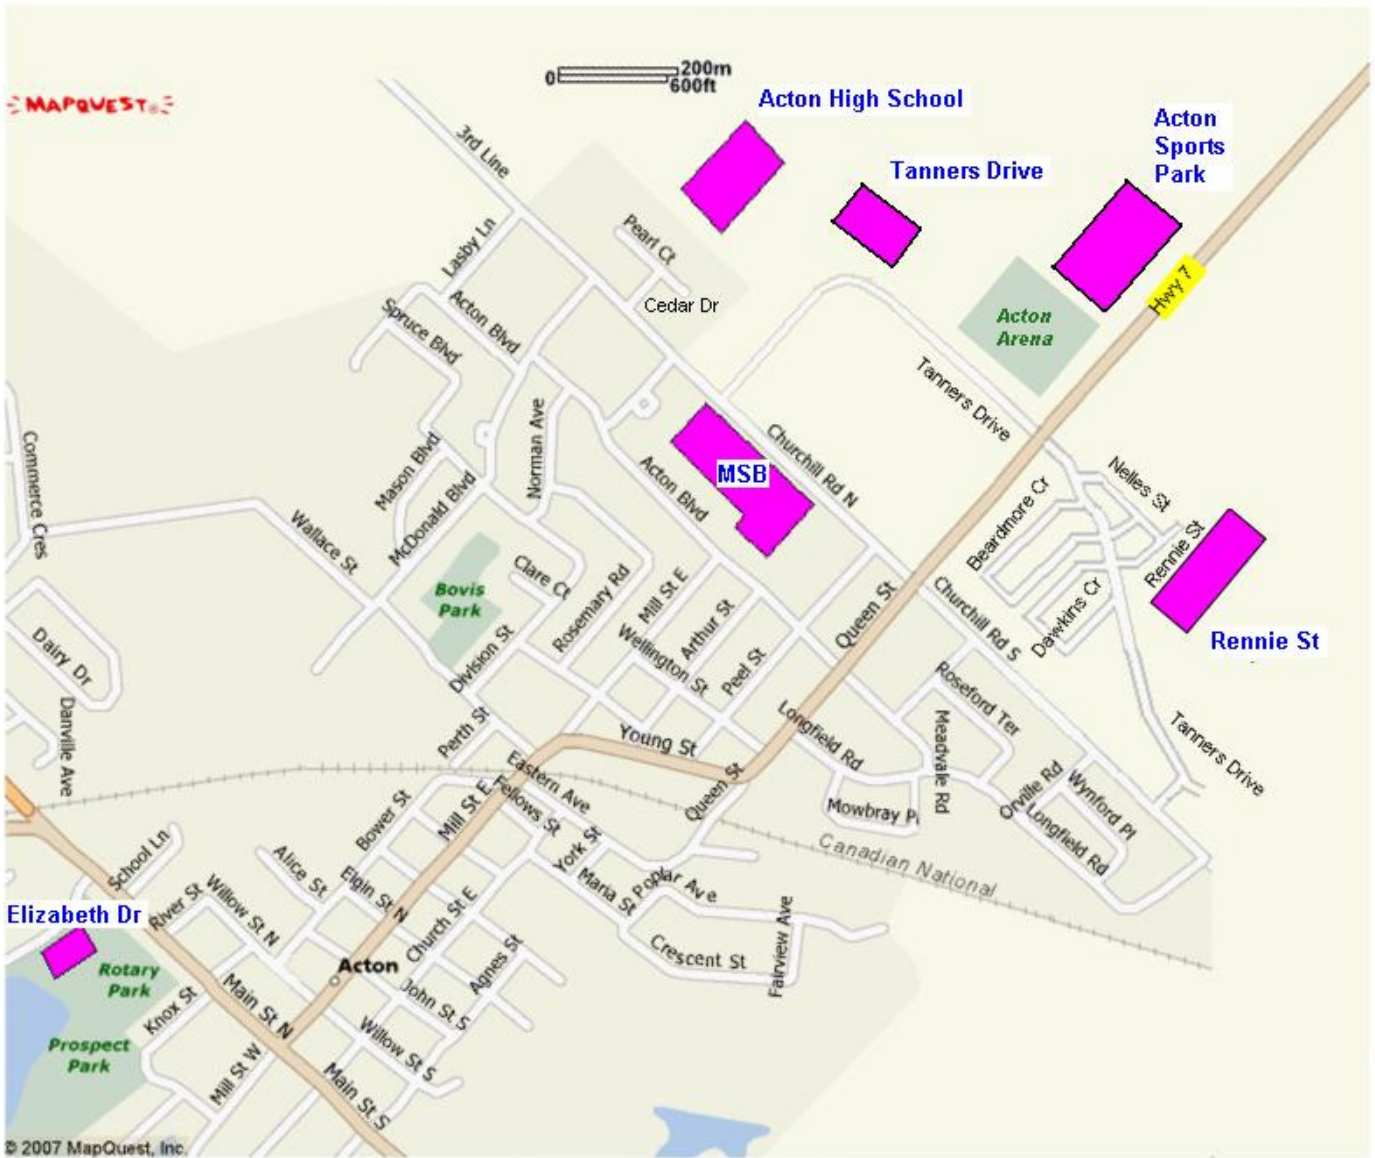 MAPQUEST
0
200m
600ft
Acton High School
Tanners Drive
Acton
Sports
Park
3rd Line
Lasby Ln
Pearl Ct
Cedar Dr
Hwy 7
Acton Blvd
Spruce Blvd
Acton
Arena
Tanners Drive
Norman Ave
Mason Blvd
McDonald Blvd
Commerce Cres
Churchill Rd N
MSB
Acton Blvd
Nelles St
Beardmore Cr
Rennie St
Dawkins Cr
Rennie St
Wallace St
Bovis
Park
Clare Ct
Rosemary Rd
Mill St E
Arthur St
Wellington St
Peel St
Queen St
Churchill Rd S
Division St
Dairy Dr
Danville Ave
Perth St
Young St
Longfield Rd
Roseford Ter
Meadvale Rd
Tanners Drive
Eastern Ave
Fellows St
Mill St E
Queen St
Mowbray Pl
Orville Rd
Wynford Pl
Longfield Rd
Bower St
School Ln
Alice St
Elgin St N
York St
Maria St
Poplar Ave
Canadian National
River St
Willow St N
Church St E
Crescent St
Fairview Ave
Elizabeth Dr
Rotary
Park
Acton
Agnes St
John St S
Knox St
Main St N
Prospect
Park
Willow St S
Mill St W
Main St S
© 2007 MapQuest, Inc.